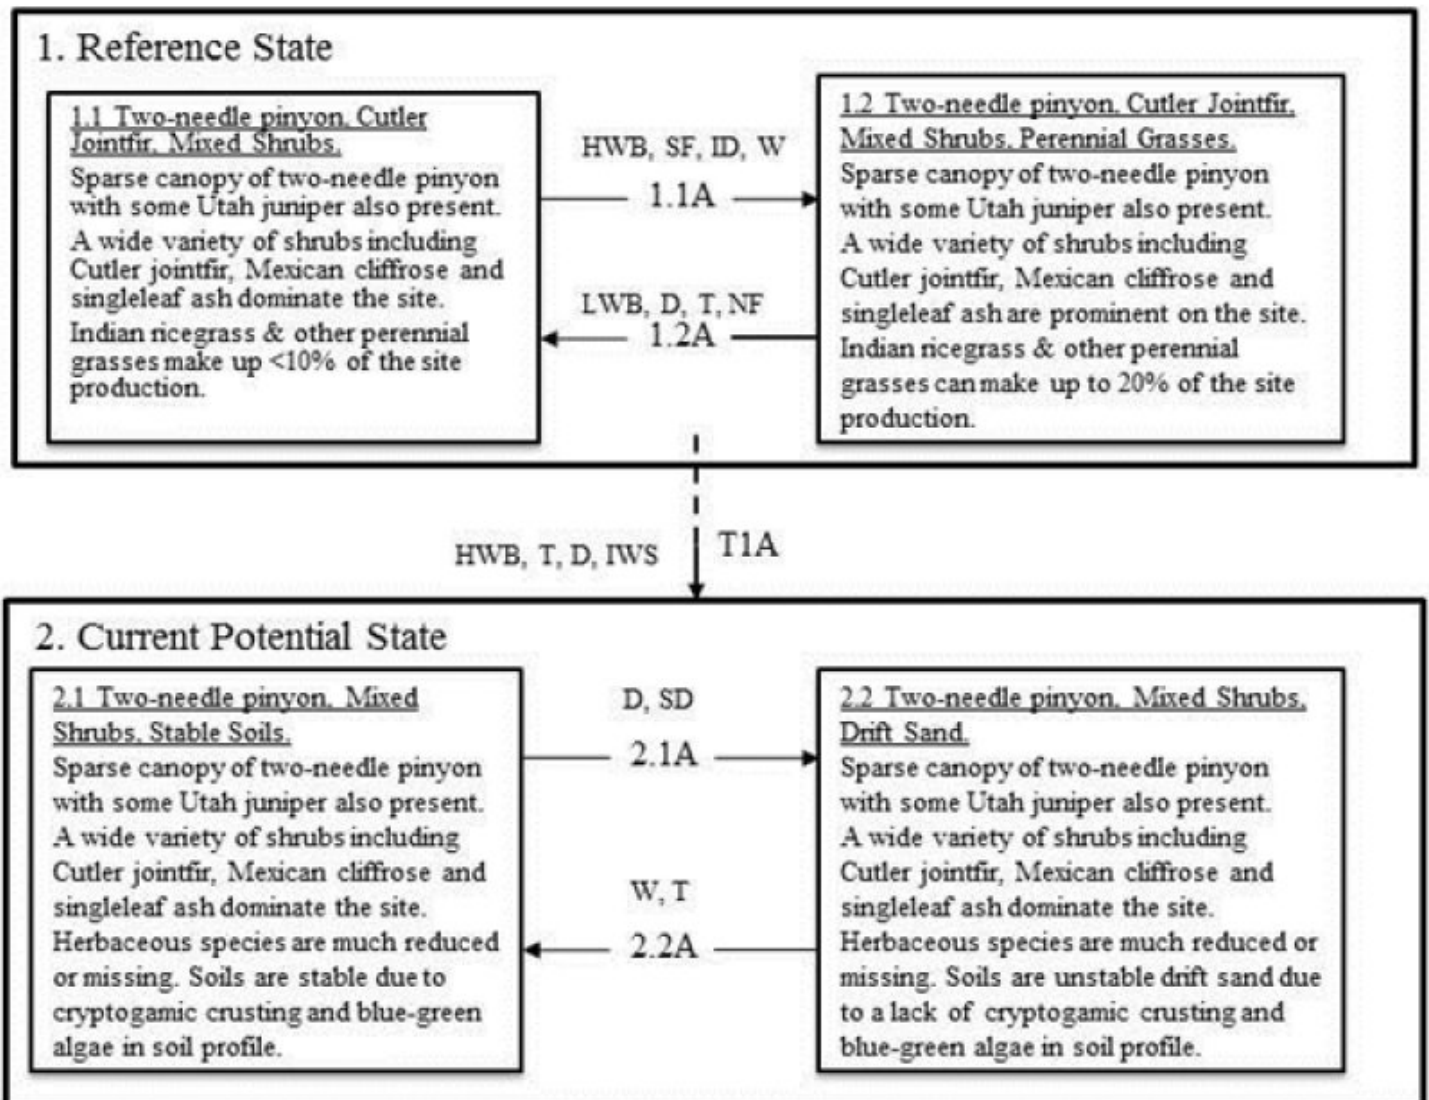 1. Reference State
1.1 Two-needle pinyon, Cutler
Jointfir, Mixed Shrubs.
Sparse canopy of two-needle pinyon
with some Utah juniper also present.
A wide variety of shrubs including
Cutler jointfir, Mexican cliffrose and
singleleaf ash dominate the site.
Indian ricegrass & other perennial
grasses make up <10% of the site
production.
HWB, SF, ID, W
1.1A
LWB, D, T, NF
1.2A
1.2 Two-needle pinyon, Cutler Jointfir,
Mixed Shrubs, Perennial Grasses.
Sparse canopy of two-needle pinyon
with some Utah juniper also present.
A wide variety of shrubs including
Cutler jointfir, Mexican cliffrose and
singleleaf ash are prominent on the site.
Indian ricegrass & other perennial
grasses can make up to 20% of the site
production.
HWB, T, D, IWS
T1A
2. Current Potential State
2.1 Two-needle pinyon, Mixed
Shrubs, Stable Soils.
Sparse canopy of two-needle pinyon
with some Utah juniper also present.
A wide variety of shrubs including
Cutler jointfir, Mexican cliffrose and
singleleaf ash dominate the site.
Herbaceous species are much reduced
or missing. Soils are stable due to
cryptogamic crusting and blue-green
algae in soil profile.
D, SD
2.1A
W, T
2.2A
2.2 Two-needle pinyon, Mixed Shrubs,
Drift Sand.
Sparse canopy of two-needle pinyon
with some Utah juniper also present.
A wide variety of shrubs including
Cutler jointfir, Mexican cliffrose and
singleleaf ash dominate the site.
Herbaceous species are much reduced or
missing. Soils are unstable drift sand due
to a lack of cryptogamic crusting and
blue-green algae in soil profile.